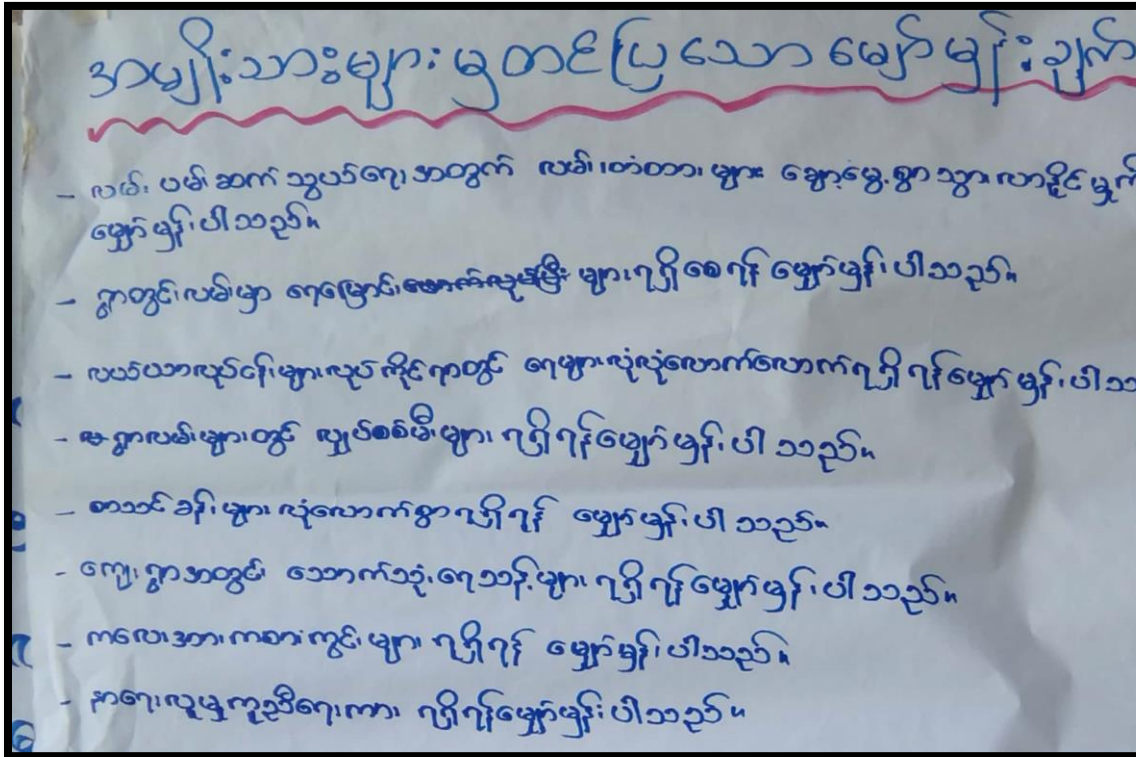 အမျိုးသားများမှတင်ပြသောမျှော်မှန်းချက်
- လမ်းပမ်းဆက်သွယ်ရေးအတွက် လမ်းတံတားများ ချောမွေ့စွာသွားလာနိုင်မှုကို
မျှော်မှန်းပါသည်။
- ရွာတွင်းလမ်းမှာ ရေမြောင်း များရရှိစေရန် မျှော်မှန်းပါသည်။
- လယ်ယာလုပ်ငန်းများလုပ်ကိုင်ရာတွင် ရေများလုံလုံလောက်လောက်ရရှိရန်မျှော်မှန်းပါသ
- ရွာလမ်းများတွင် လျှပ်စစ်မီးများ ရရှိရန်မျှော်မှန်းပါသည်။
- စာသင်ခန်းများလုံလောက်စွာရရှိရန် မျှော်မှန်းပါသည်။
- ကျေးရွာအတွင်း သောက်သုံးရေသန့်များ ရရှိရန်မျှော်မှန်းပါသည်။
- ကလေးအားကစားကွင်းများ ရရှိရန် မျှော်မှန်းပါသည်။
- နာရေးလူမှုကူညီရေးကား ရရှိရန်မျှော်မှန်းပါသည်။